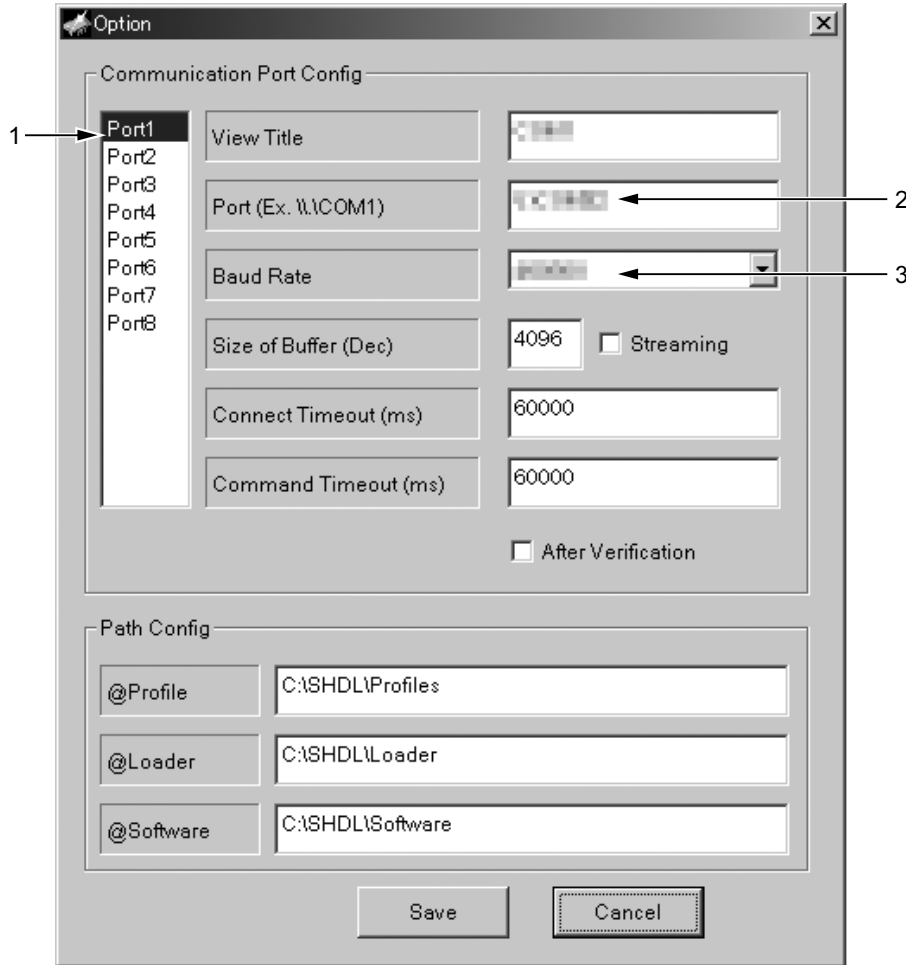 Option
Communication Port Config
1
Port1
Port2
Port3
Port4
Port5
Port6
Port7
Port8
View Title
Port (Ex. \\.\COM1)
2
Baud Rate
3
Size of Buffer (Dec)
4096
Streaming
Connect Timeout (ms)
60000
Command Timeout (ms)
60000
After Verification
Path Config
@Profile
C:\SHDL\Profiles
@Loader
C:\SHDL\Loader
@Software
C:\SHDL\Software
Save
Cancel